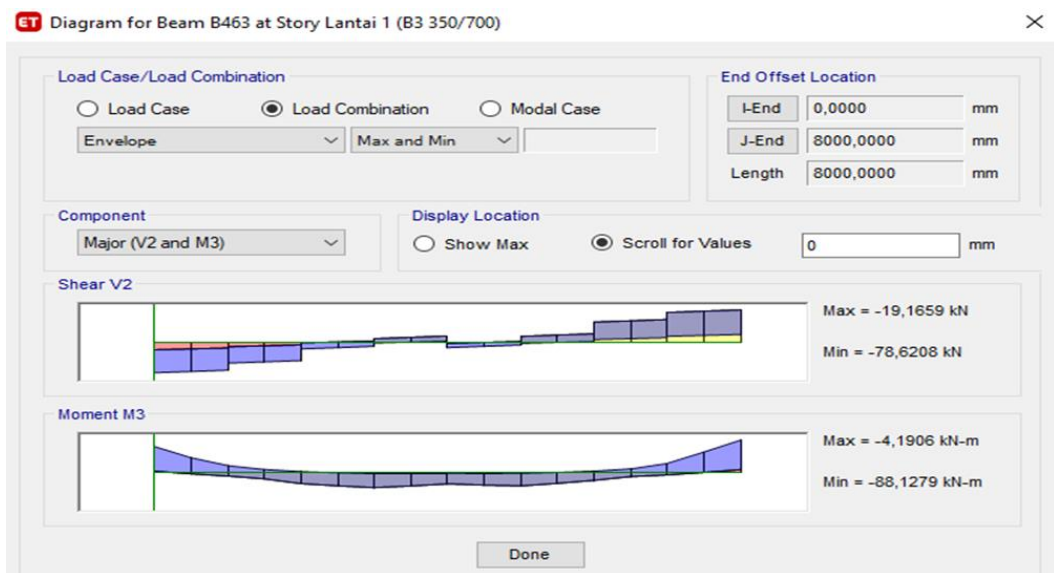 ET Diagram for Beam B463 at Story Lantai 1 (B3 350/700)
Load Case/Load Combination
Load Case Load Combination Modal Case
Envelope Max and Min
End Offset Location
I-End 0,0000 mm
J-End 8000,0000 mm
Length 8000,0000 mm
Component
Major (V2 and M3)
Display Location
Show Max Scroll for Values 0 mm
Shear V2
Max = -19,1659 kN
Min = -78,6208 kN
Moment M3
Max = -4,1906 kN-m
Min = -88,1279 kN-m
Done